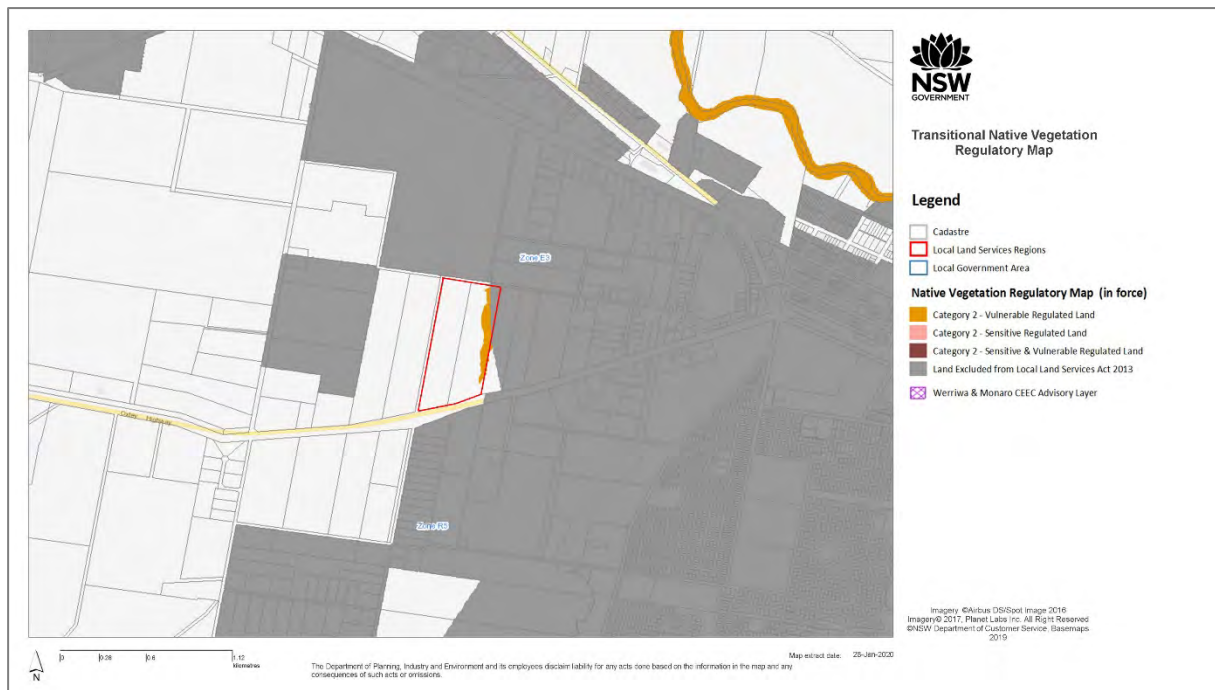 NSW
GOVERNMENT
Transitional Native Vegetation
Regulatory Map
Legend
Cadastre
Local Land Services Regions
Local Government Area
Native Vegetation Regulatory Map (in force)
Category 2 - Vulnerable Regulated Land
Category 2 - Sensitive Regulated Land
Category 2 - Sensitive & Vulnerable Regulated Land
Land Excluded from Local Land Services Act 2013
Werriwa & Monaro CEEC Advisory Layer
Zone E3
Oxley Highway
Zone R5
Imagery ©Airbus DS/Spot Image 2016
Imagery© 2017, Planet Labs Inc. All Right Reserved
©NSW Department of Customer Service, Basemaps
2019
N
0 0.28 0.6 1.12
kilometres
Map extract date: 28-Jan-2020
The Department of Planning, Industry and Environment and its employees disclaim liability for any acts done based on the information in the map and any
consequences of such acts or omissions.